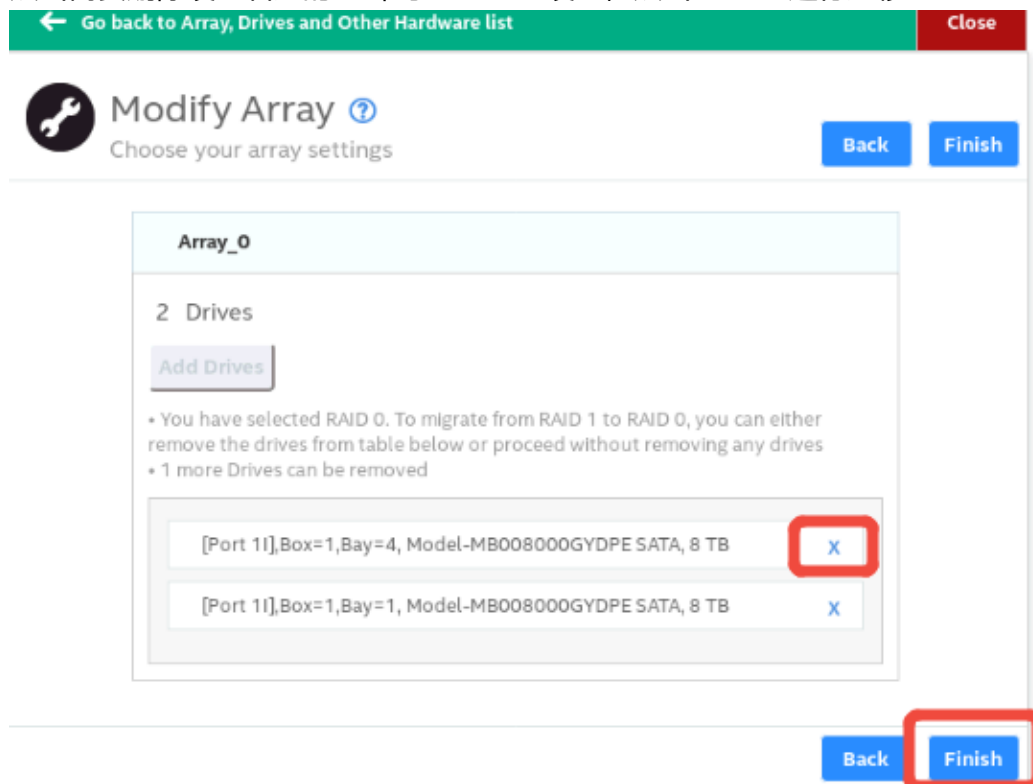 ← Go back to Array, Drives and Other Hardware list
Close
Modify Array ?
Choose your array settings
Back
Finish
Array_0
2 Drives
Add Drives
• You have selected RAID 0. To migrate from RAID 1 to RAID 0, you can either
remove the drives from table below or proceed without removing any drives
• 1 more Drives can be removed
[Port 1I],Box=1,Bay=4, Model-MB008000GYDPE SATA, 8 TB
X
[Port 1I],Box=1,Bay=1, Model-MB008000GYDPE SATA, 8 TB
X
Back
Finish